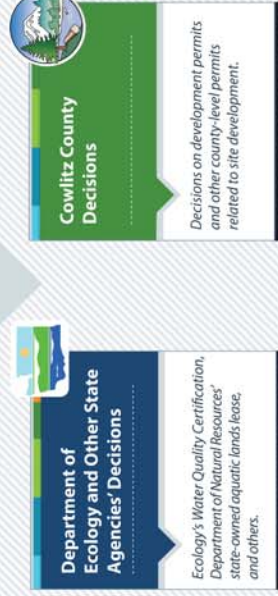 Department of
Ecology and Other State
Agencies' Decisions
Ecology's Water Quality Certification,
Department of Natural Resources'
state-owned aquatic lands lease,
and others.
Cowlitz County
Decisions
Decisions on development permits
and other county-level permits
related to site development.